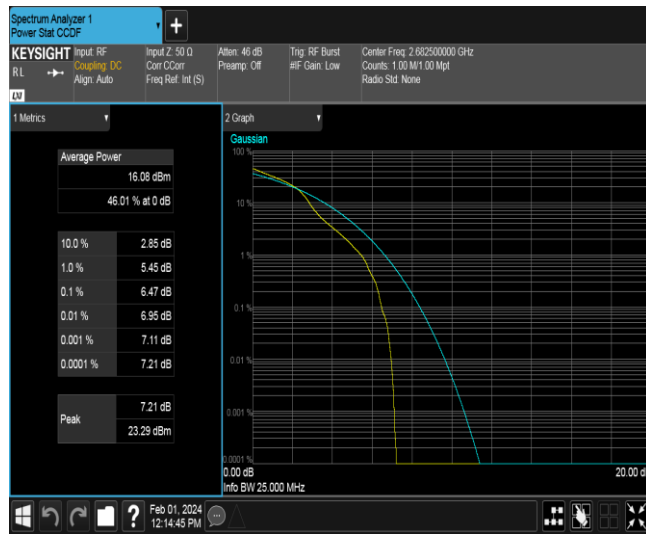 Spectrum Analyzer 1
Power Stat CCDF
KEYSIGHT
RL
LXI
Input: RF
Coupling: DC
Align: Auto
Input Z: 50 Ω
Corr CCorr
Freq Ref: Int (S)
Atten: 46 dB
Preamp: Off
Trig: RF Burst
#IF Gain: Low
Center Freq: 2.682500000 GHz
Counts: 1.00 M/1.00 Mpt
Radio Std: None
1 Metrics
Average Power
16.08 dBm
46.01 % at 0 dB
10.0 % 2.85 dB
1.0 % 5.45 dB
0.1 % 6.47 dB
0.01 % 6.95 dB
0.001 % 7.11 dB
0.0001 % 7.21 dB
Peak
7.21 dB
23.29 dBm
2 Graph
Gaussian
100 %
10 %
1 %
0.1 %
0.01 %
0.001 %
0.0001 %
0.00 dB
20.00 d
Info BW 25.000 MHz
?
Feb 01, 2024
12:14:45 PM